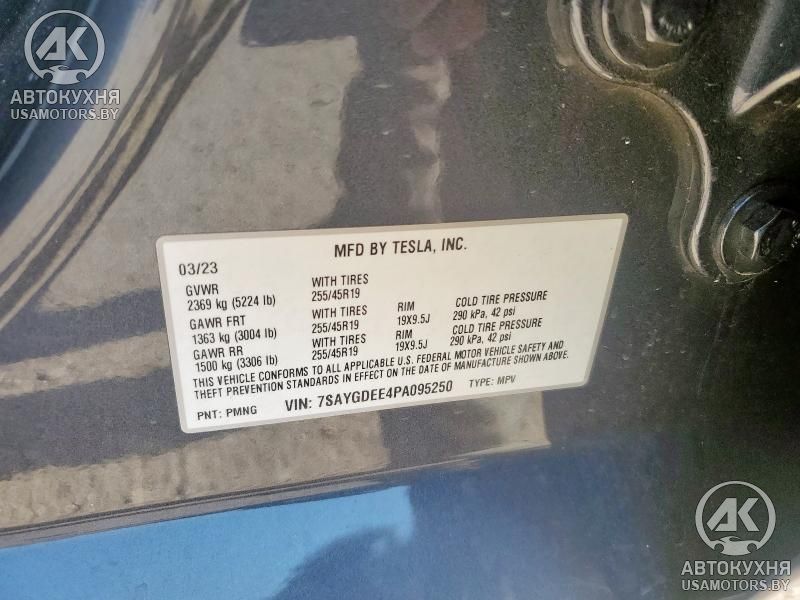 AK
АВТОКУХНЯ
USAMOTORS.BY
MFD BY TESLA, INC.
03/23
GVWR WITH TIRES
2369 kg (5224 lb) 255/45R19
GAWR FRT WITH TIRES RIM COLD TIRE PRESSURE
1363 kg (3004 lb) 255/45R19 19X9.5J 290 kPa, 42 psi
GAWR RR WITH TIRES RIM COLD TIRE PRESSURE
1500 kg (3306 lb) 255/45R19 19X9.5J 290 kPa, 42 psi
THIS VEHICLE CONFORMS TO ALL APPLICABLE U.S. FEDERAL MOTOR VEHICLE SAFETY AND
THEFT PREVENTION STANDARDS IN EFFECT ON THE DATE OF MANUFACTURE SHOWN ABOVE.
PNT: PMNG VIN: 7SAYGDEE4PA095250 TYPE: MPV
AK
АВТОКУХНЯ
USAMOTORS.BY